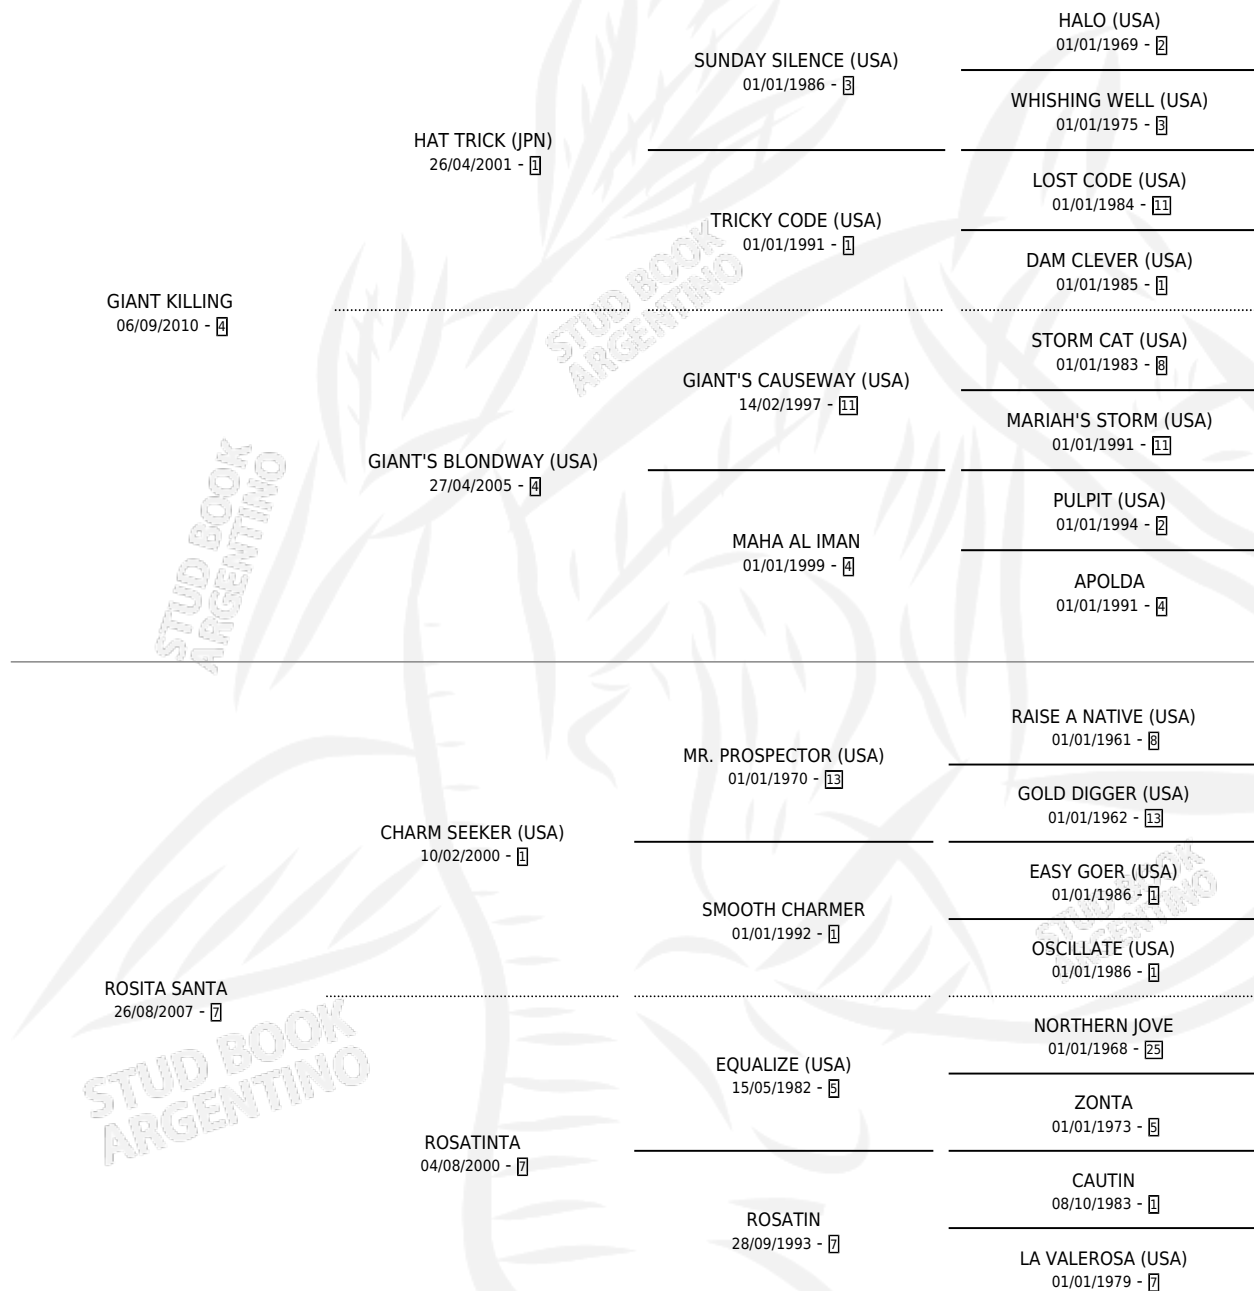 HALO (USA)
01/01/1969 - 2
SUNDAY SILENCE (USA)
01/01/1986 - 3
WHISHING WELL (USA)
01/01/1975 - 3
HAT TRICK (JPN)
26/04/2001 - 1
LOST CODE (USA)
01/01/1984 - 11
TRICKY CODE (USA)
01/01/1991 - 1
DAM CLEVER (USA)
01/01/1985 - 1
GIANT KILLING
06/09/2010 - 4
STUD BOOK
ARGENTINO
STORM CAT (USA)
01/01/1983 - 8
GIANT'S CAUSEWAY (USA)
14/02/1997 - 11
MARIAH'S STORM (USA)
01/01/1991 - 11
GIANT'S BLONDWAY (USA)
27/04/2005 - 4
PULPIT (USA)
01/01/1994 - 2
MAHA AL IMAN
01/01/1999 - 4
APOLDA
01/01/1991 - 4
STUD BOOK
ARGENTINO
RAISE A NATIVE (USA)
01/01/1961 - 8
MR. PROSPECTOR (USA)
01/01/1970 - 13
GOLD DIGGER (USA)
01/01/1962 - 13
CHARM SEEKER (USA)
10/02/2000 - 1
EASY GOER (USA)
01/01/1986 - 1
SMOOTH CHARMER
01/01/1992 - 1
OSCILLATE (USA)
01/01/1986 - 1
STUD BOOK
ARGENTINO
ROSITA SANTA
26/08/2007 - 7
NORTHERN JOVE
01/01/1968 - 25
EQUALIZE (USA)
15/05/1982 - 5
ZONTA
01/01/1973 - 5
STUD BOOK
ARGENTINO
ROSATINTA
04/08/2000 - 7
CAUTIN
08/10/1983 - 1
ROSATIN
28/09/1993 - 7
LA VALEROSA (USA)
01/01/1979 - 7